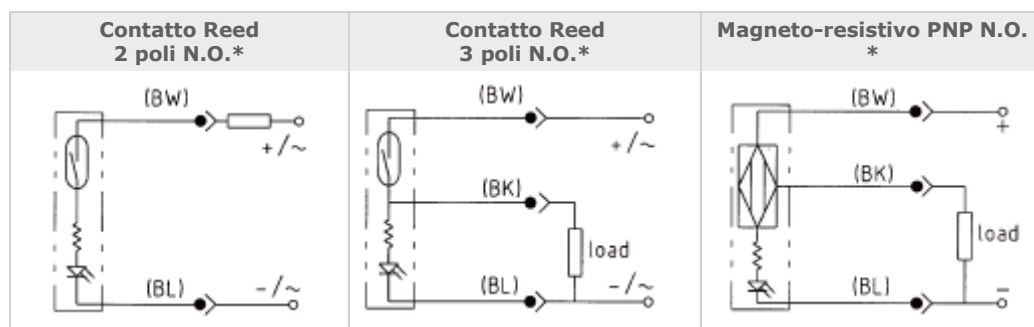 Contatto Reed
2 poli N.O.*
Contatto Reed
3 poli N.O.*
Magneto-resistivo PNP N.O.
*
(BW)
+/~
(BL)
-/~
(BW)
+/~
(BK)
load
(BL)
-/~
(BW)
+
(BK)
load
(BL)
-